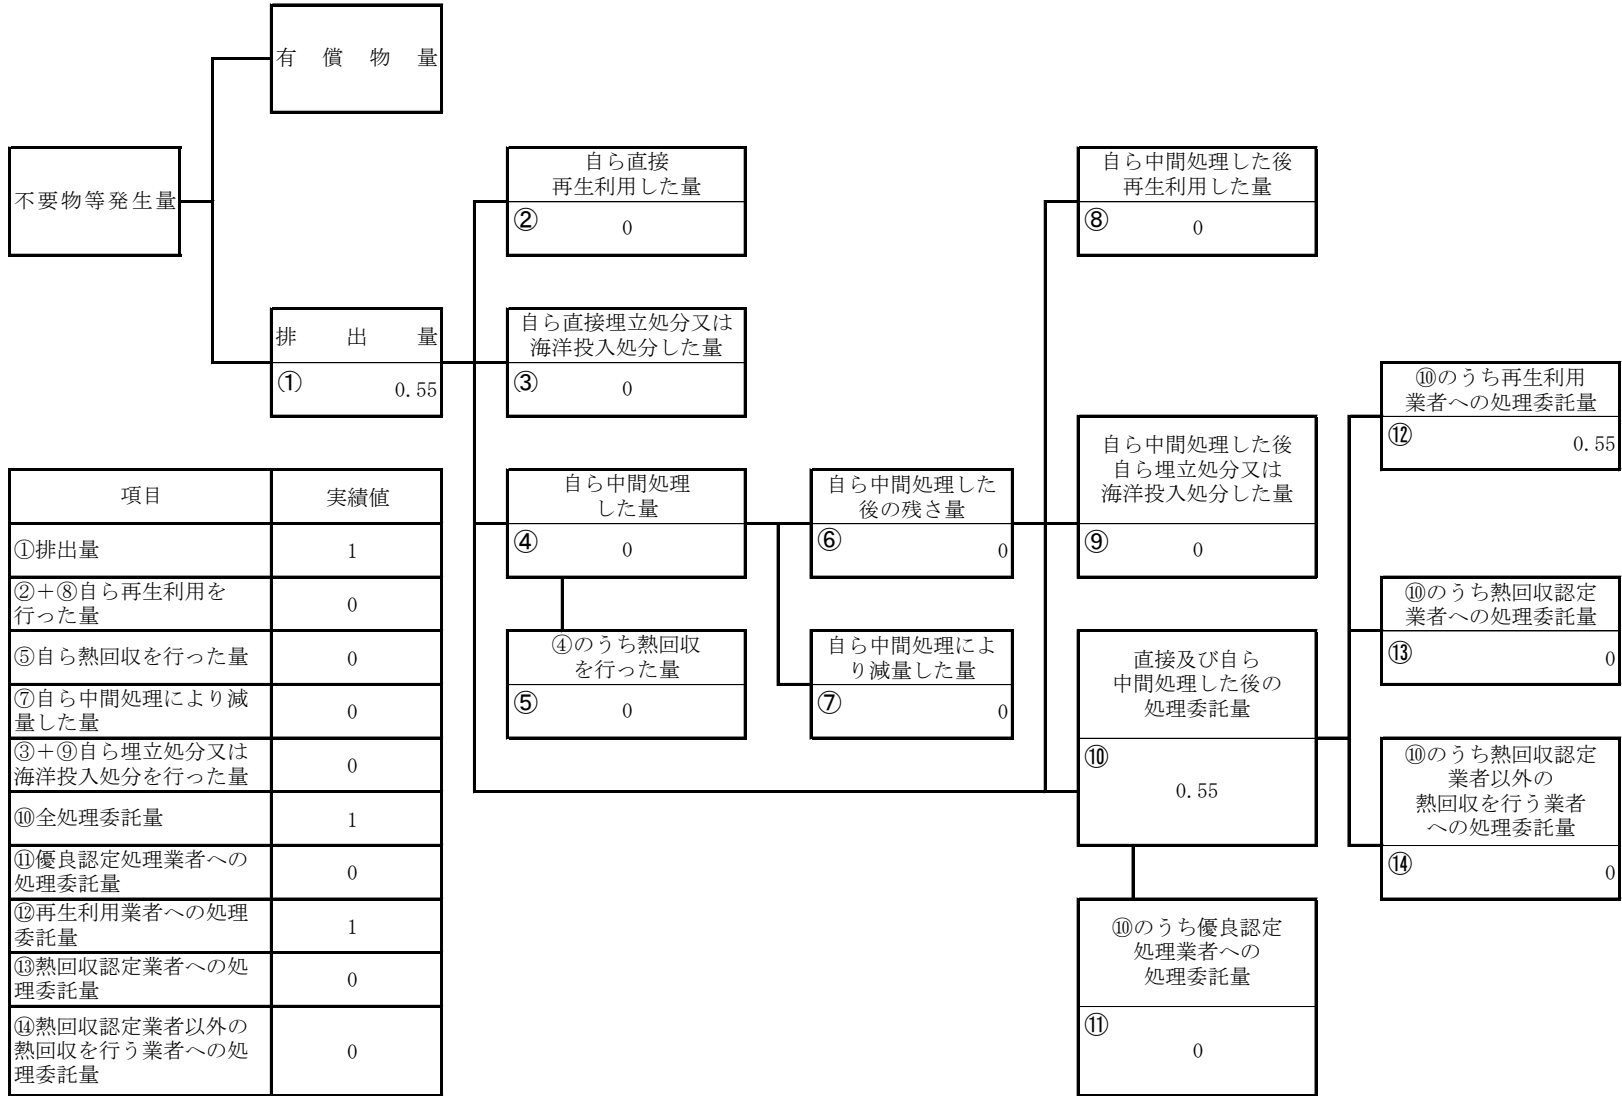 有償物量
不要物等発生量
排出量
① 0.55
自ら直接
再生利用した量
② 0
自ら直接埋立処分又は
海洋投入処分した量
③ 0
自ら中間処理
した量
④ 0
④のうち熱回収
を行った量
⑤ 0
自ら中間処理した
後の残さ量
⑥ 0
自ら中間処理によ
り減量した量
⑦ 0
自ら中間処理した後
再生利用した量
⑧ 0
自ら中間処理した後
自ら埋立処分又は
海洋投入処分した量
⑨ 0
直接及び自ら
中間処理した後の
処理委託量
⑩
0.55
⑩のうち優良認定
処理業者への
処理委託量
⑪
0
⑩のうち再生利用
業者への処理委託量
⑫ 0.55
⑩のうち熱回収認定
業者への処理委託量
⑬ 0
⑩のうち熱回収認定
業者以外の
熱回収を行う業者
への処理委託量
⑭ 0
項目 実績値
①排出量 1
②＋⑧自ら再生利用を
行った量 0
⑤自ら熱回収を行った量 0
⑦自ら中間処理により減
量した量 0
③＋⑨自ら埋立処分又は
海洋投入処分を行った量 0
⑩全処理委託量 1
⑪優良認定処理業者への
処理委託量 0
⑫再生利用業者への処理
委託量 1
⑬熱回収認定業者への処
理委託量 0
⑭熱回収認定業者以外の
熱回収を行う業者への処 0
理委託量